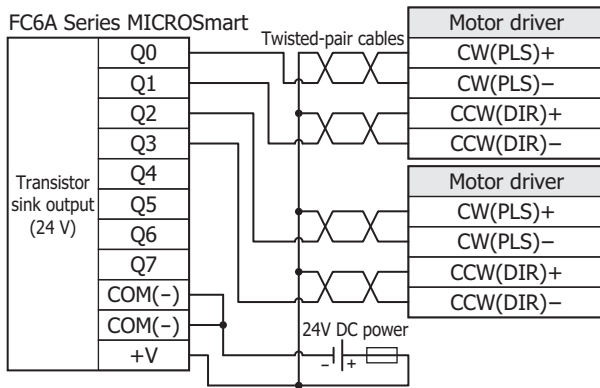 FC6A Series MICROSmart
Twisted-pair cables
Transistor
sink output
(24 V)
Q0
Q1
Q2
Q3
Q4
Q5
Q6
Q7
COM(−)
COM(−)
+V
24V DC power
− +
Motor driver
CW(PLS)+
CW(PLS)−
CCW(DIR)+
CCW(DIR)−
Motor driver
CW(PLS)+
CW(PLS)−
CCW(DIR)+
CCW(DIR)−